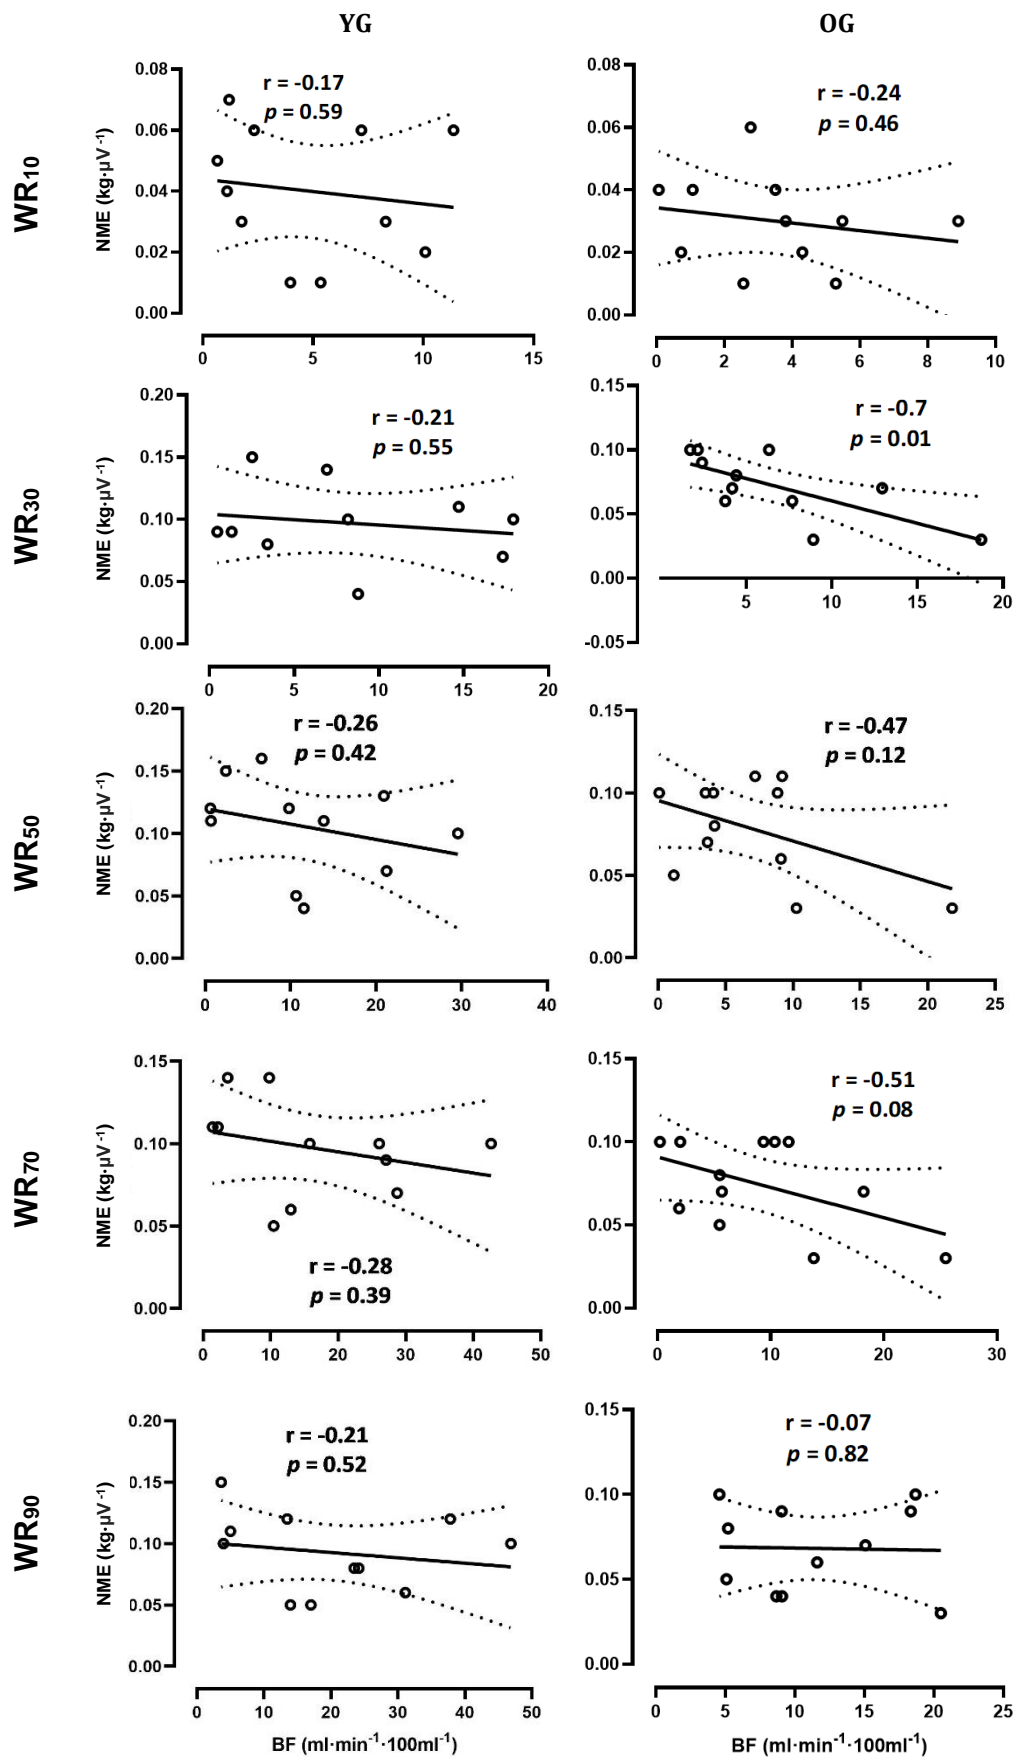 YG
OG
WR10
NME (kg·µV⁻¹)
0.08
0.06
0.04
0.02
0.00
r = -0.17
p = 0.59
0
5
10
15
0.08
0.06
0.04
0.02
0.00
r = -0.24
p = 0.46
0
2
4
6
8
10
WR30
NME (kg·µV⁻¹)
0.20
0.15
0.10
0.05
0.00
r = -0.21
p = 0.55
0
5
10
15
20
0.15
0.10
0.05
0.00
-0.05
r = -0.7
p = 0.01
5
10
15
20
WR50
NME (kg·µV⁻¹)
0.20
0.15
0.10
0.05
0.00
r = -0.26
p = 0.42
0
10
20
30
40
0.15
0.10
0.05
0.00
r = -0.47
p = 0.12
0
5
10
15
20
25
WR70
NME (kg·µV⁻¹)
0.15
0.10
0.05
0.00
r = -0.28
p = 0.39
0
10
20
30
40
50
0.15
0.10
0.05
0.00
r = -0.51
p = 0.08
0
10
20
30
WR90
NME (kg·µV⁻¹)
0.20
0.15
0.10
0.05
0.00
r = -0.21
p = 0.52
0
10
20
30
40
50
BF (ml·min⁻¹·100ml⁻¹)
0.15
0.10
0.05
0.00
r = -0.07
p = 0.82
0
5
10
15
20
25
BF (ml·min⁻¹·100ml⁻¹)